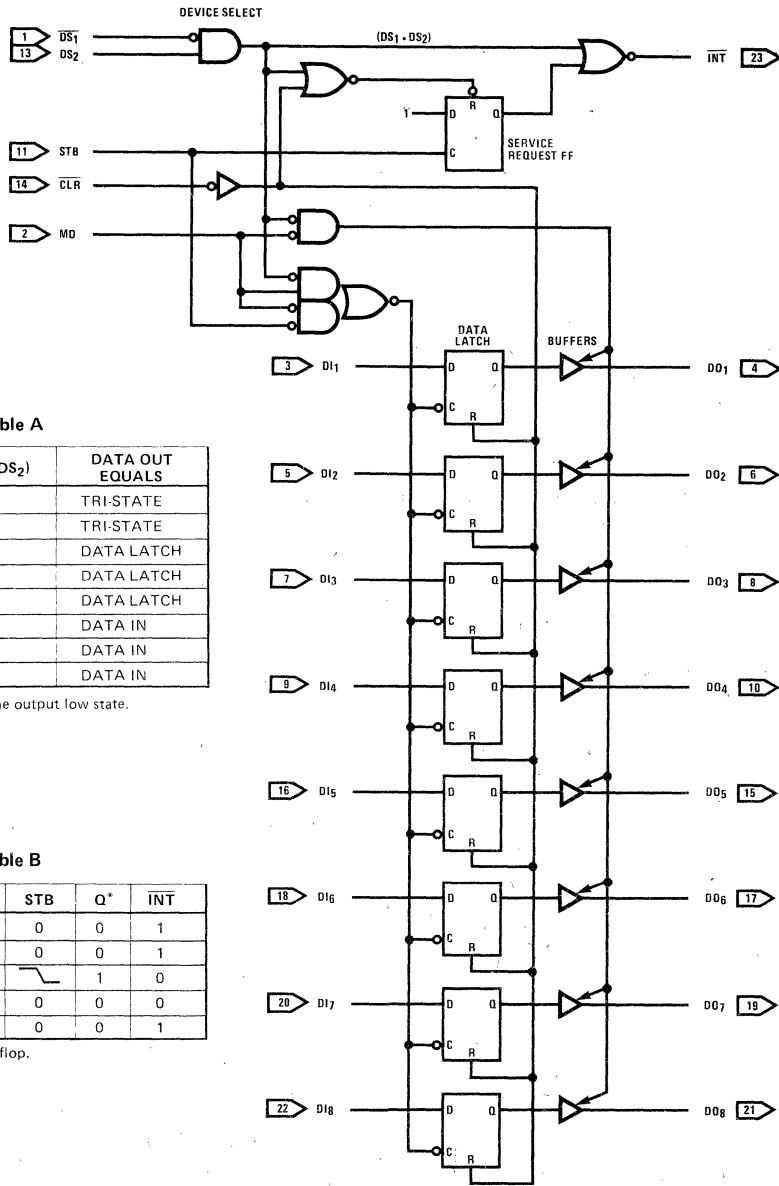 DEVICE SELECT
1 DS1
13 DS2
(DS1 • DS2)
INT 23
1 D R Q
C
SERVICE
REQUEST FF
11 STB
14 CLR
2 MD
DATA
LATCH
BUFFERS
3 DI1 D Q DO1 4
C
R
ble A
DS2) DATA OUT
EQUALS
TRI-STATE
TRI-STATE
DATA LATCH
DATA LATCH
DATA LATCH
DATA IN
DATA IN
DATA IN
ne output low state.
5 DI2 D Q DO2 6
C
R
7 DI3 D Q DO3 8
C
R
9 DI4 D Q DO4 10
C
R
16 DI5 D Q DO5 15
C
R
ble B
STB Q* INT
0 0 1
0 0 1
1 0
0 0 0
0 0 1
flop.
18 DI6 D Q DO6 17
C
R
20 DI7 D Q DO7 19
C
R
22 DI8 D Q DO8 21
C
R